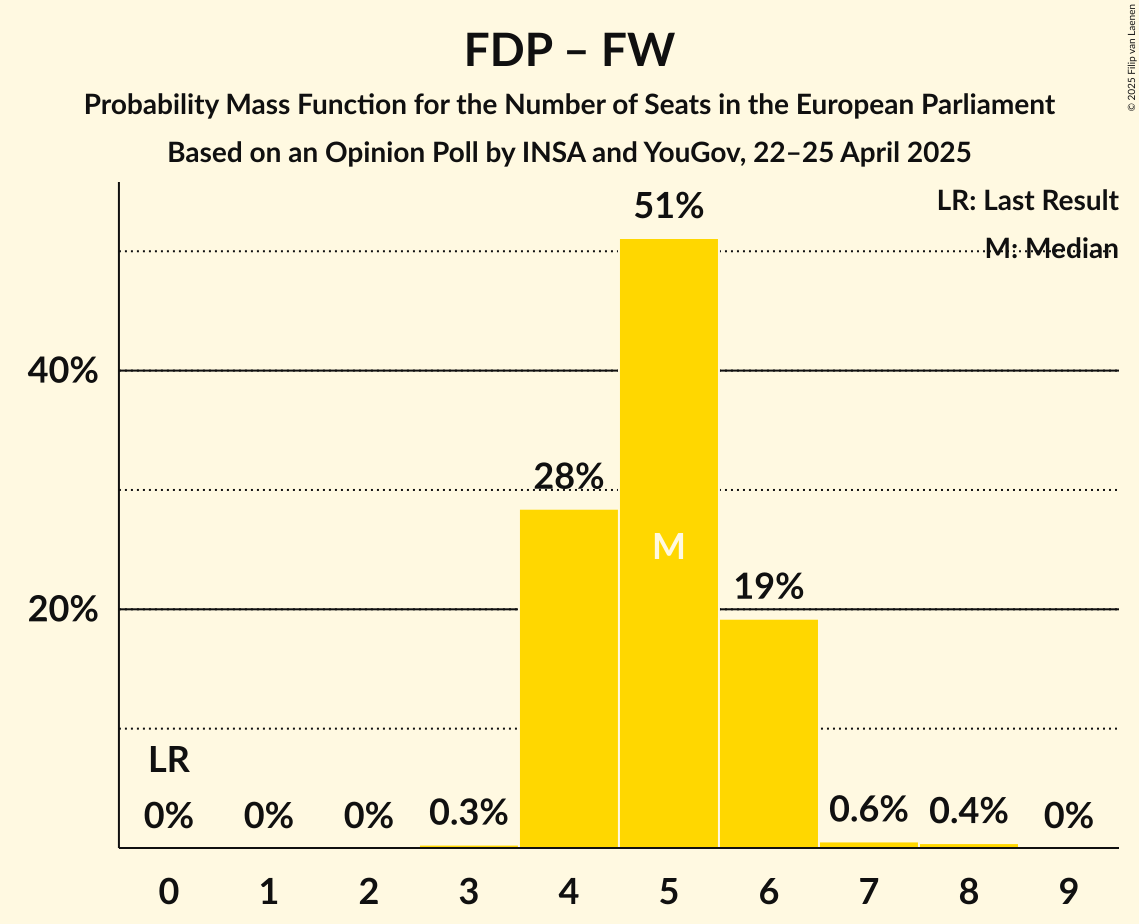 FDP – FW
Probability Mass Function for the Number of Seats in the European Parliament
Based on an Opinion Poll by INSA and YouGov, 22–25 April 2025
© 2025 Filip van Laenen
LR: Last Result
M: Median
51%
40%
28%
M
19%
20%
LR
0% 0% 0% 0.3% 0.6% 0.4% 0%
0 1 2 3 4 5 6 7 8 9